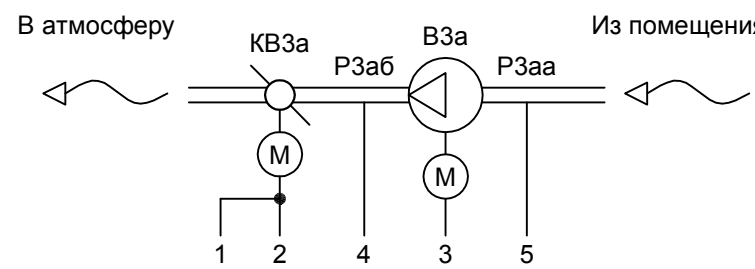 В атмосферу
КВ3а
Р3аб
В3а
Р3аа
Из помещения
М
М
1 2 4 3 5